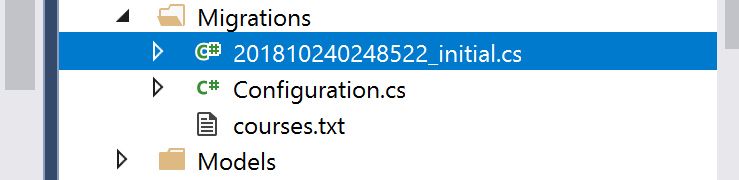 Migrations
C# 201810240248522_initial.cs
C# Configuration.cs
courses.txt
Models